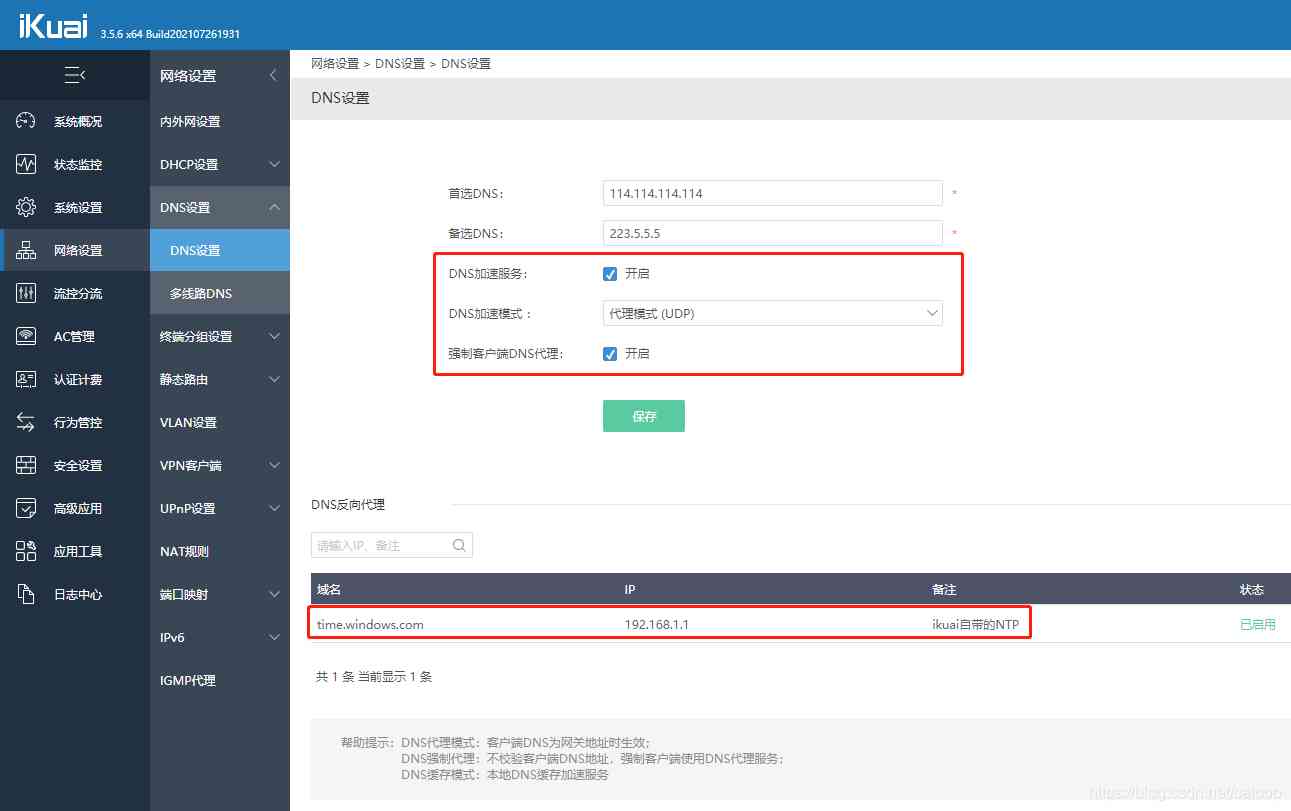 iKuai 3.5.6 x64 Build202107261931
系统概况
状态监控
系统设置
网络设置
流控分流
AC管理
认证计费
行为管控
安全设置
高级应用
应用工具
日志中心
网络设置
内外网设置
DHCP设置
DNS设置
DNS设置
多线路DNS
终端分组设置
静态路由
VLAN设置
VPN客户端
UPnP设置
NAT规则
端口映射
IPv6
IGMP代理
网络设置 > DNS设置 > DNS设置
DNS设置
首选DNS： 114.114.114.114 *
备选DNS： 223.5.5.5 *
DNS加速服务： 开启
DNS加速模式： 代理模式 (UDP)
强制客户端DNS代理： 开启
保存
DNS反向代理
请输入IP、备注
域名 IP 备注 状态
time.windows.com 192.168.1.1 ikuai自带的NTP 已启用
共 1 条 当前显示 1 条
帮助提示：DNS代理模式：客户端DNS为网关地址时生效；
DNS强制代理：不校验客户端DNS地址，强制客户端使用DNS代理服务；
DNS缓存模式：本地DNS缓存加速服务